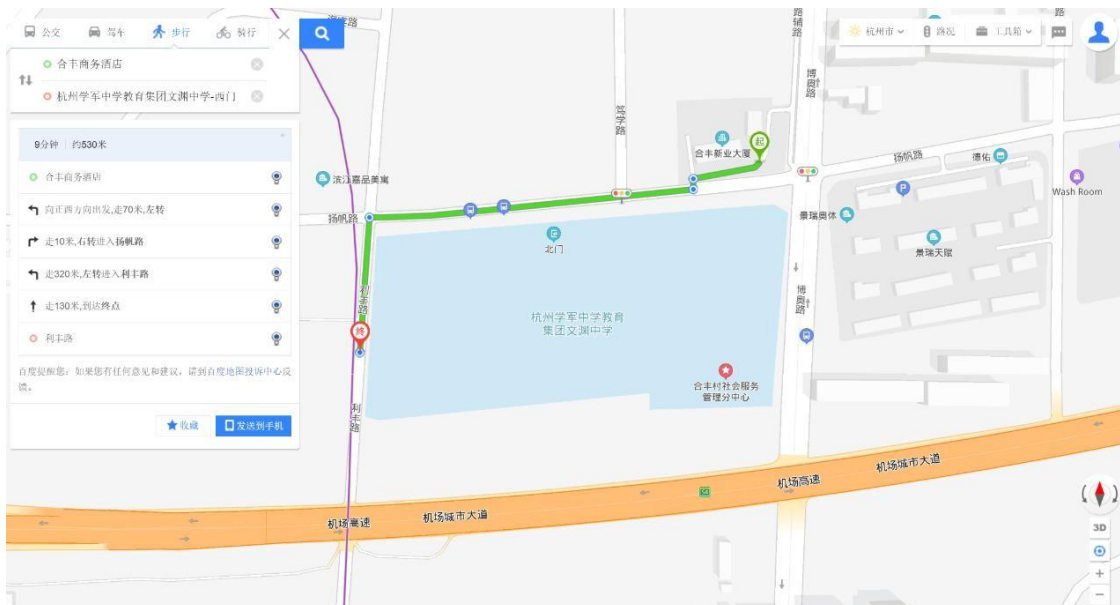 公交
驾车
步行
骑行
合丰商务酒店
杭州学军中学教育集团文渊中学-西门
9分钟 约530米
合丰商务酒店
向正西方向出发,走70米,左转
走10米,右转进入扬帆路
走320米,左转进入利丰路
走130米,到达终点
利丰路
百度提醒您：如果您有任何意见和建议，请到百度地图投诉中心反
馈。
收藏
发送到手机
杭州市
路况
工具箱
路辅路
路
博奥路
笃学路
合丰新业大厦
起
扬帆路
德佑
P
Wash Room
滨江嘉品美寓
扬帆路
北门
景瑞奥体
景瑞天赋
利丰路
终
杭州学军中学教育
集团文渊中学
博奥路
合丰村社会服务
管理分中心
利丰路
机场城市大道
机场高速
机场城市大道
机场高速
3D